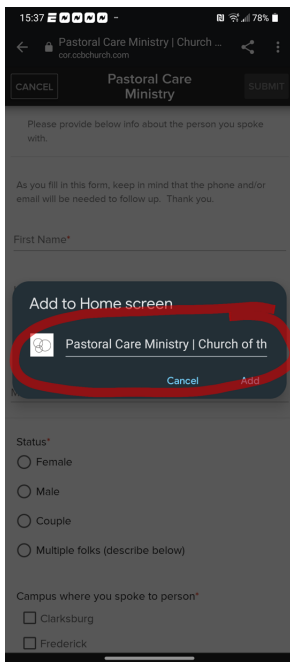 15:37
78%
Pastoral Care Ministry | Church ...
cor.ccbchurch.com
CANCEL
Pastoral Care
Ministry
SUBMIT
Please provide below info about the person you spoke
with.
As you fill in this form, keep in mind that the phone and/or
email will be needed to follow up. Thank you.
First Name*
Add to Home screen
Pastoral Care Ministry | Church of th
Cancel
Add
Status*
Female
Male
Couple
Multiple folks (describe below)
Campus where you spoke to person*
Clarksburg
Frederick